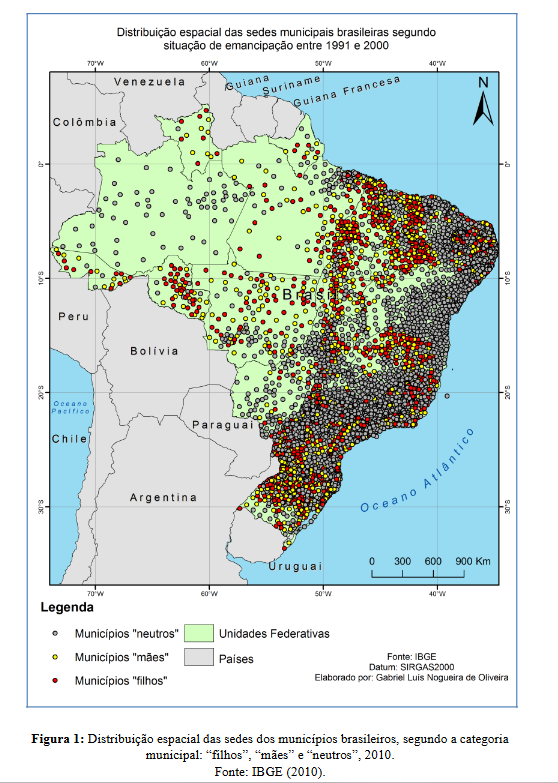 Distribuição espacial das sedes municipais brasileiras segundo
situação de emancipação entre 1991 e 2000
70°W
60°W
50°W
40°W
N
Venezuela
Guiana
Suriname
Guiana Francesa
Colômbia
0°
0°
10°S
10°S
Brasil
Peru
Bolívia
20°S
20°S
Oceano
Pacífico
Paraguai
Chile
Oceano Atlântico
Argentina
30°S
30°S
Uruguai
0 300 600 900 Km
70°W
60°W
50°W
40°W
Legenda
Municípios "neutros"
Unidades Federativas
Municípios "mães"
Países
Municípios "filhos"
Fonte: IBGE
Datum: SIRGAS2000
Elaborado por: Gabriel Luís Nogueira de Oliveira
Figura 1: Distribuição espacial das sedes dos municípios brasileiros, segundo a categoria
municipal: “filhos”, “mães” e “neutros”, 2010.
Fonte: IBGE (2010).